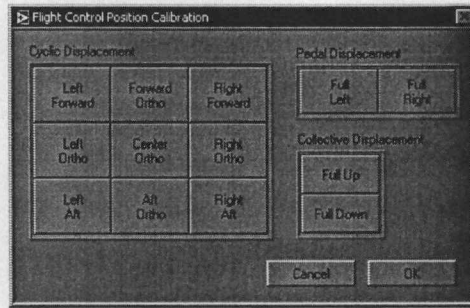 Flight Control Position Calibration
Cyclic Displacement
Left
Forward
Forward
Ortho
Right
Forward
Left
Ortho
Center
Ortho
Right
Ortho
Left
Aft
Aft
Ortho
Right
Aft
Pedal Displacement
Full
Left
Full
Right
Collective Displacement
Full Up
Full Down
Cancel
OK